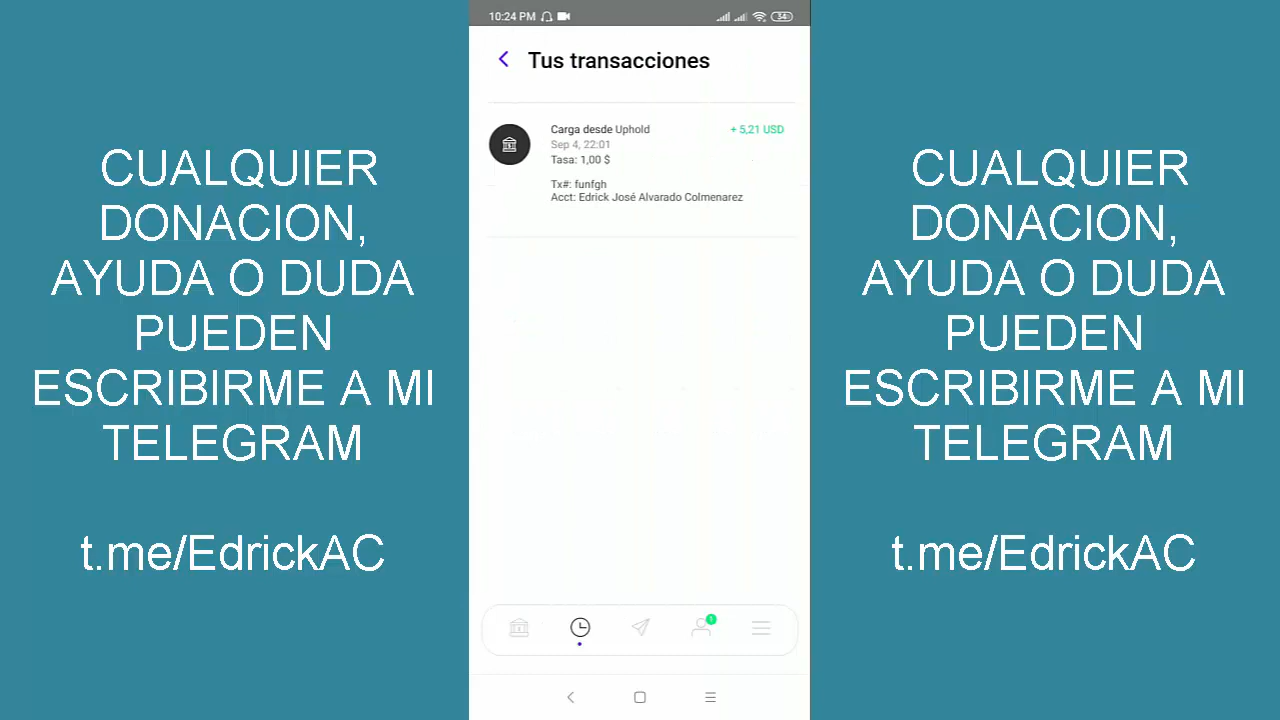 CUALQUIER
DONACION,
AYUDA O DUDA
PUEDEN
ESCRIBIRME A MI
TELEGRAM
t.me/EdrickAC
10:24 PM
34
Tus transacciones
Carga desde Uphold
+ 5,21 USD
Sep 4, 22:01
Tasa: 1,00 $
Tx#: funfgh
Acct: Edrick José Alvarado Colmenarez
1
CUALQUIER
DONACION,
AYUDA O DUDA
PUEDEN
ESCRIBIRME A MI
TELEGRAM
t.me/EdrickAC